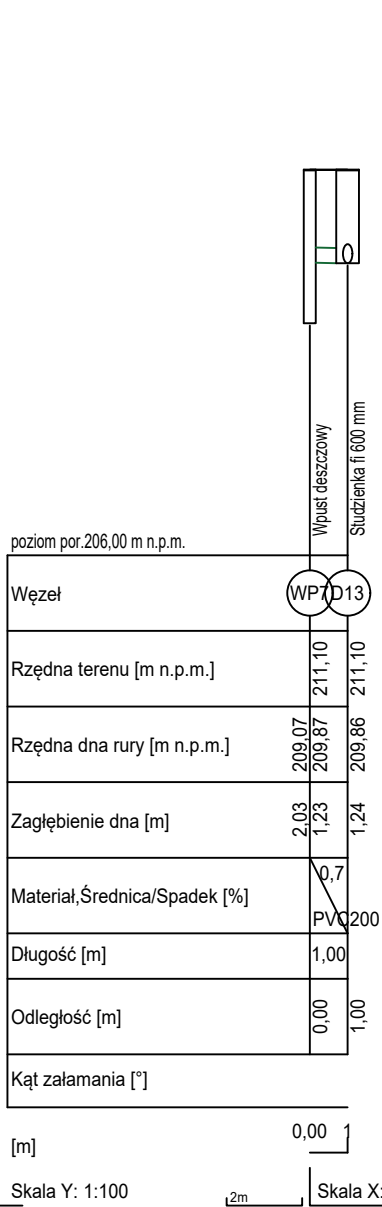 Wpust deszczowy
Studzienka fi 600 mm
poziom por.206,00 m n.p.m.
Węzeł
WP7 D13
Rzędna terenu [m n.p.m.]
211,10
211,10
Rzędna dna rury [m n.p.m.]
209,07
209,87
209,86
Zagłębienie dna [m]
2,03
1,23
1,24
Materiał,Średnica/Spadek [%]
0,7
PVC200
Długość [m]
1,00
Odległość [m]
0,00
1,00
Kąt załamania [°]
[m]
0,00 1
Skala Y: 1:100
2m
Skala X: